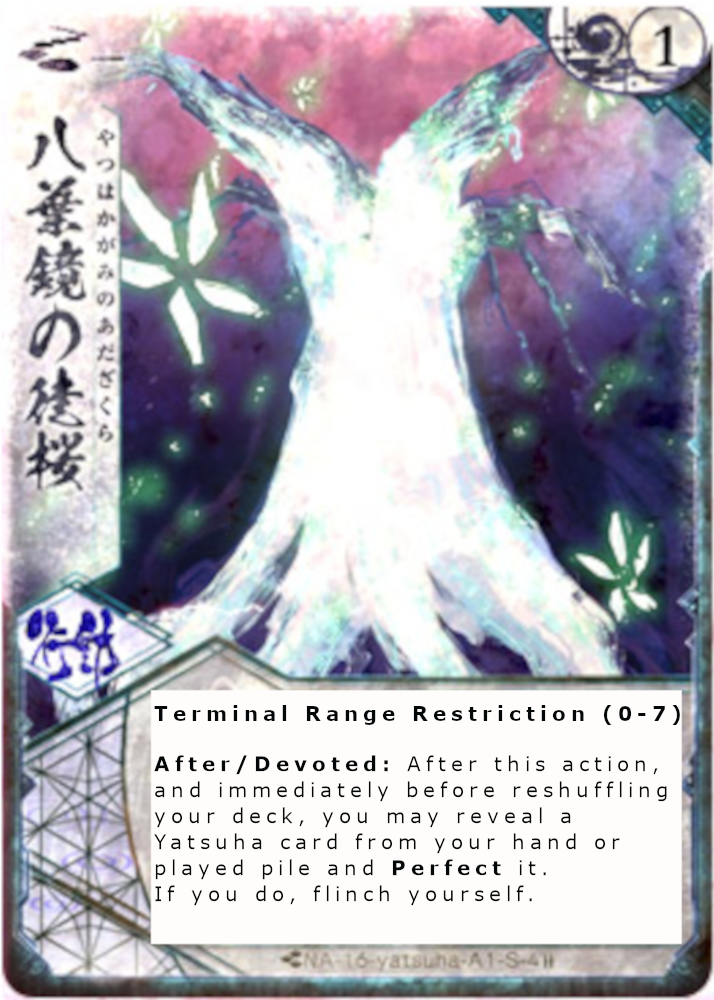 1
八葉鏡の徒桜
やつはかがみのあだざくら
行動
Terminal Range Restriction (0-7)
After/Devoted: After this action,
and immediately before reshuffling
your deck, you may reveal a
Yatsuha card from your hand or
played pile and Perfect it.
If you do, flinch yourself.
NA-16-yatsuha-A1-S-4